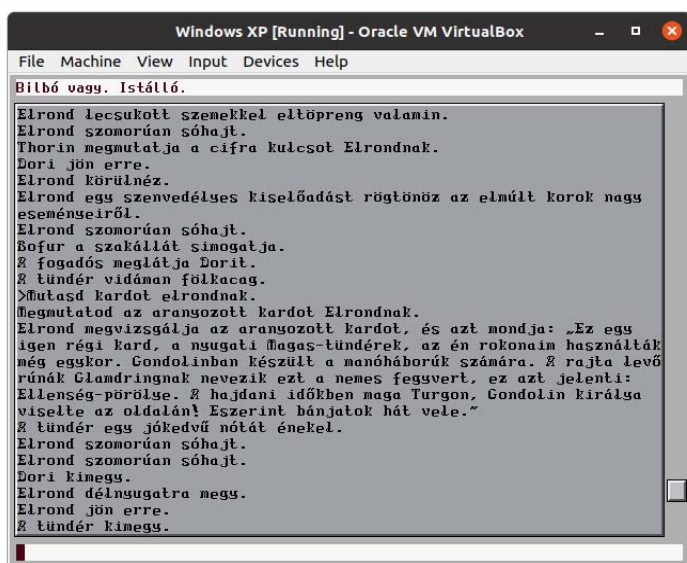 Windows XP [Running] - Oracle VM VirtualBox
File Machine View Input Devices Help
Bilbó vagy. Istálló.
Elrond lecsukott szemekkel eltöpreng valamin.
Elrond szomorúan sóhajt.
Thorin megmutatja a cifra kulcsot Elrondnak.
Dori jön erre.
Elrond körülnéz.
Elrond egy szenvedélyes kiselőadást rögtönöz az elmúlt korok nagy
eseményeiről.
Elrond szomorúan sóhajt.
Bofur a szakállát simogatja.
A fogadós meglátja Dorit.
A tündér vidáman fölkacag.
>Mutasd kardot elrondnak.
Megmutatod az aranyozott kardot Elrondnak.
Elrond megvizsgálja az aranyozott kardot, és azt mondja: „Ez egy
igen régi kard, a nyugati Magas-tündérek, az én rokonaim használták
még egykor. Gondolinban készült a manóháborúk számára. A rajta levő
rúnák Glamdringnak nevezik ezt a nemes fegyvert, ez azt jelenti:
Ellenség-pörölye. A hajdani időkben maga Turgon, Gondolin királya
viselte az oldalán! Eszerint bánjatok hát vele.”
A tündér egy jókedvű nótát énekel.
Elrond szomorúan sóhajt.
Elrond szomorúan sóhajt.
Dori kimegy.
Elrond délnyugatra megy.
Elrond jön erre.
A tündér kimegy.